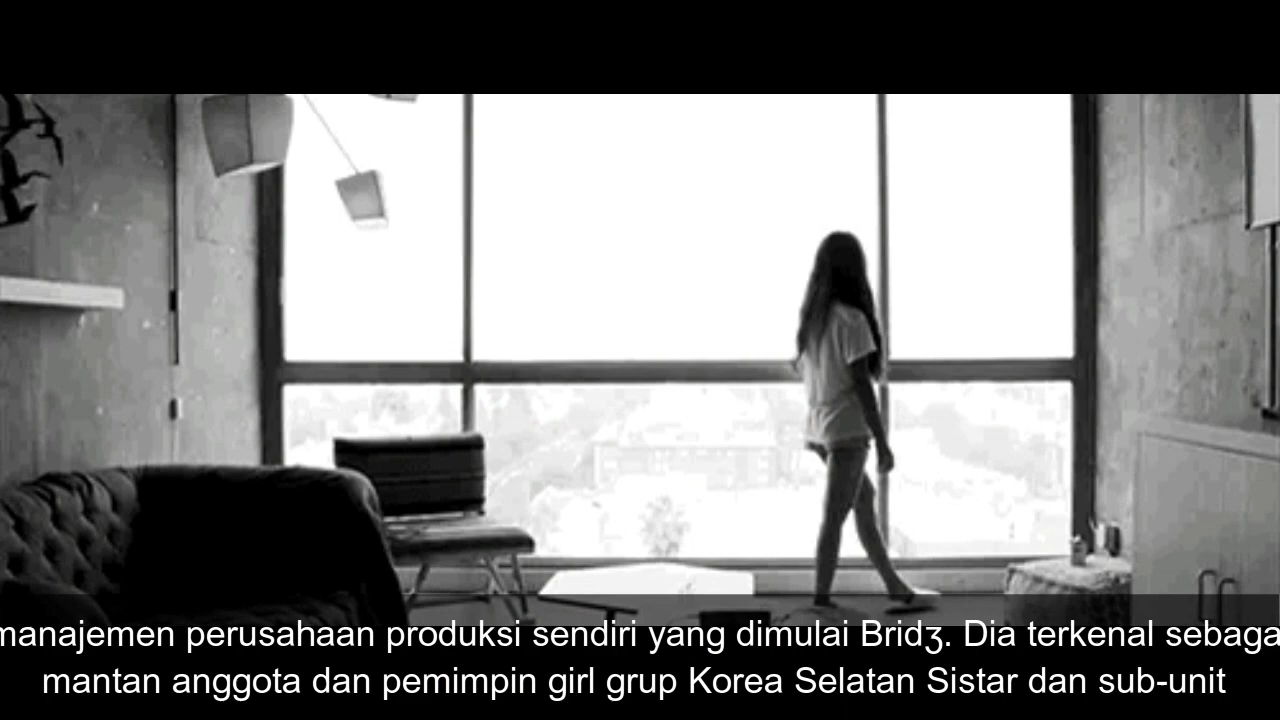 manajemen perusahaan produksi sendiri yang dimulai Bridʒ. Dia terkenal sebaga
mantan anggota dan pemimpin girl grup Korea Selatan Sistar dan sub-unit